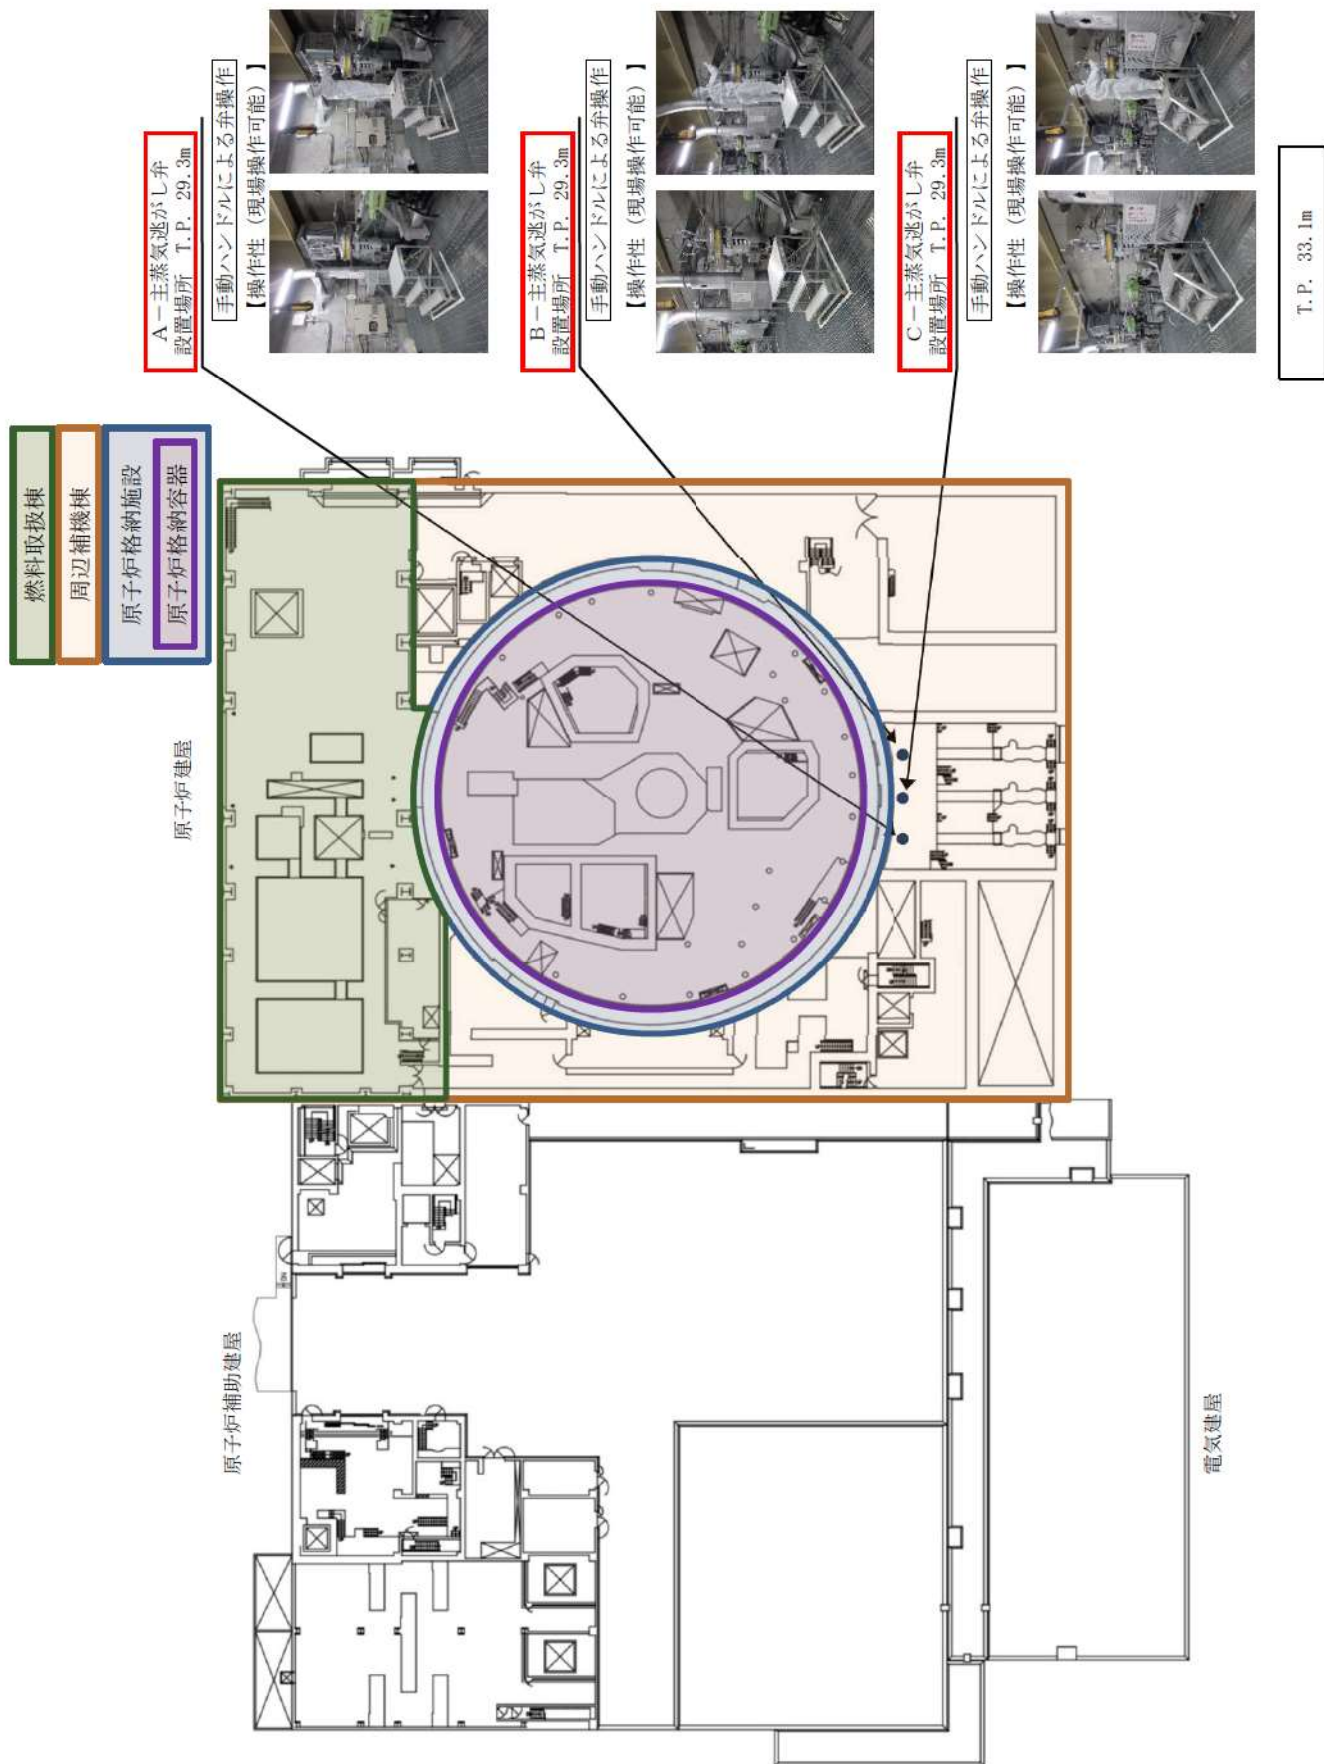 燃料取扱棟
周辺補機棟
原子炉格納施設
原子炉格納容器
原子炉建屋
原子炉補助建屋
電気建屋
A－主蒸気逃がし弁
設置場所 T.P. 29.3m
手動ハンドルによる弁操作
【操作性（現場操作可能）】
B－主蒸気逃がし弁
設置場所 T.P. 29.3m
手動ハンドルによる弁操作
【操作性（現場操作可能）】
C－主蒸気逃がし弁
設置場所 T.P. 29.3m
手動ハンドルによる弁操作
【操作性（現場操作可能）】
T.P. 33.1m